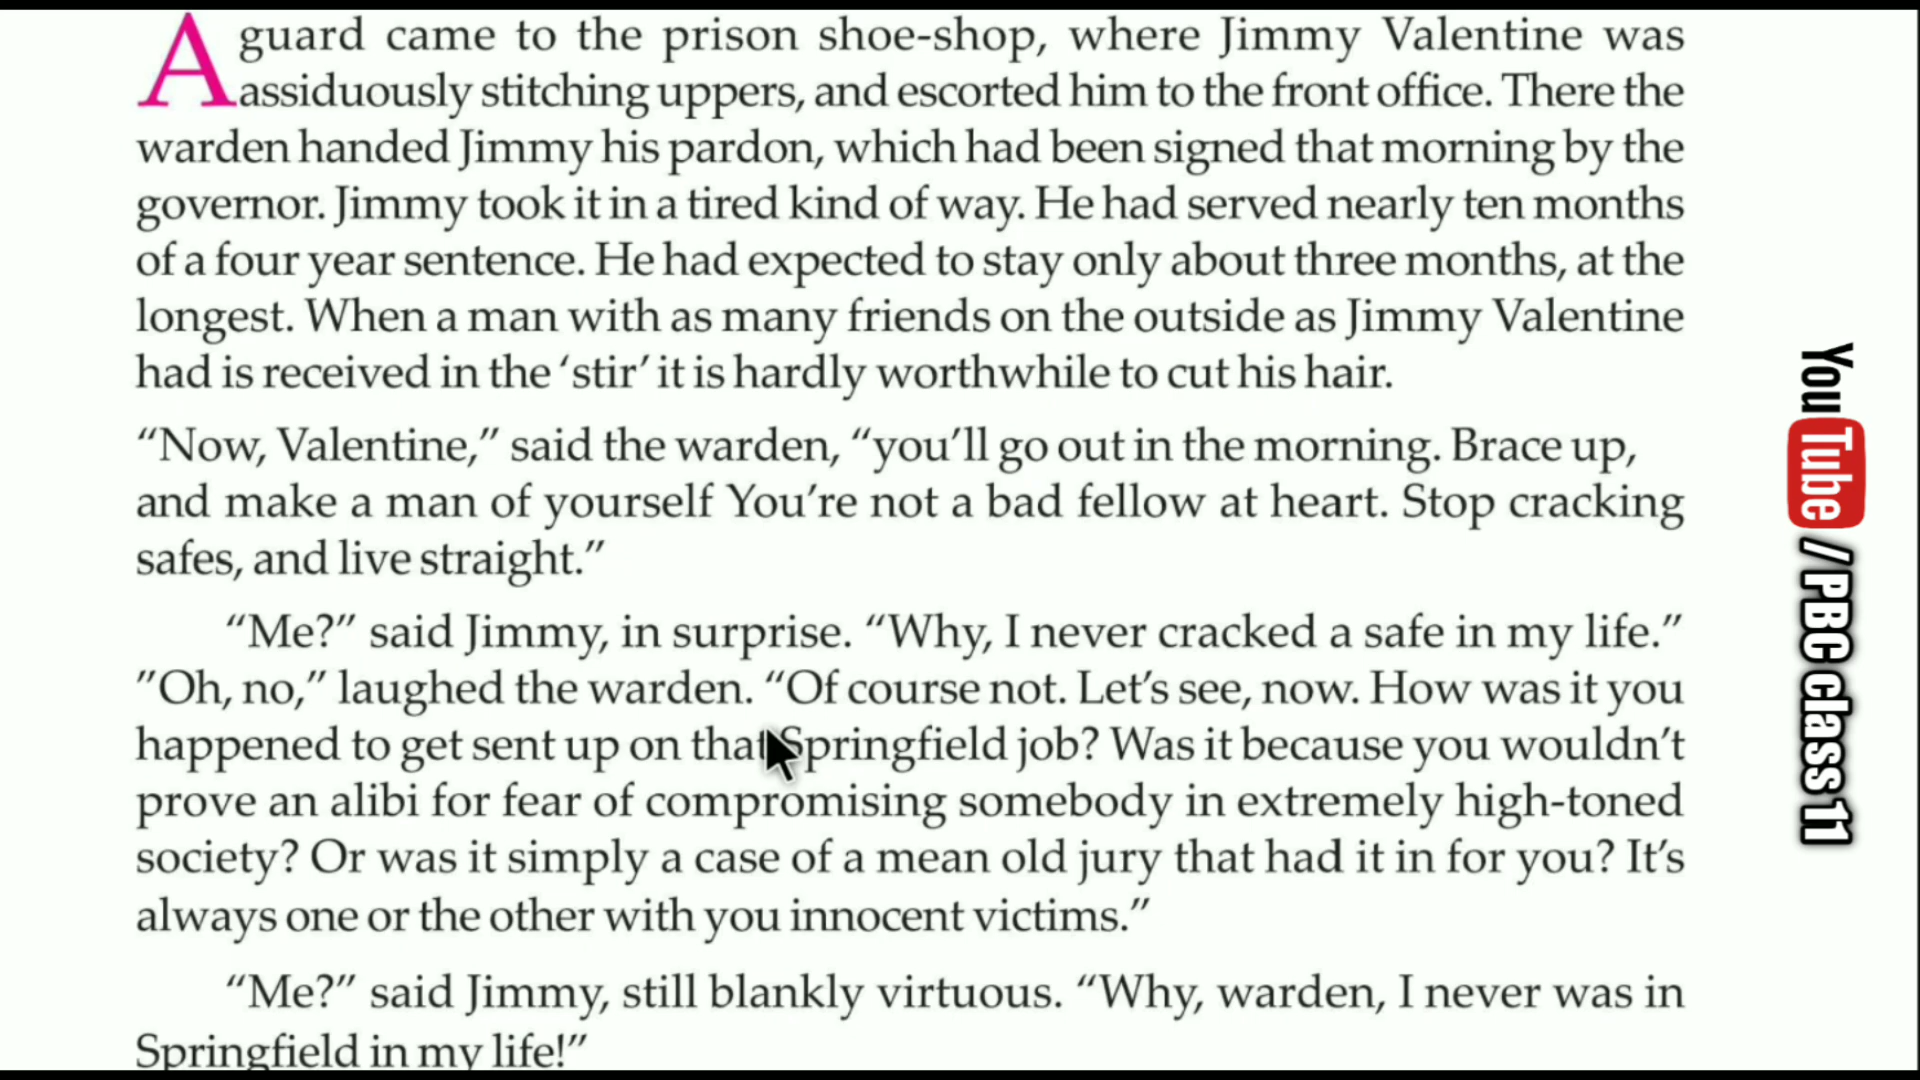 A guard came to the prison shoe-shop, where Jimmy Valentine was
assiduously stitching uppers, and escorted him to the front office. There the
warden handed Jimmy his pardon, which had been signed that morning by the
governor. Jimmy took it in a tired kind of way. He had served nearly ten months
of a four year sentence. He had expected to stay only about three months, at the
longest. When a man with as many friends on the outside as Jimmy Valentine
had is received in the ‘stir’ it is hardly worthwhile to cut his hair.
“Now, Valentine,” said the warden, “you’ll go out in the morning. Brace up,
and make a man of yourself You’re not a bad fellow at heart. Stop cracking
safes, and live straight.”
“Me?” said Jimmy, in surprise. “Why, I never cracked a safe in my life.”
”Oh, no,” laughed the warden. “Of course not. Let’s see, now. How was it you
happened to get sent up on that Springfield job? Was it because you wouldn’t
prove an alibi for fear of compromising somebody in extremely high-toned
society? Or was it simply a case of a mean old jury that had it in for you? It’s
always one or the other with you innocent victims.”
“Me?” said Jimmy, still blankly virtuous. “Why, warden, I never was in
Springfield in my life!”
YouTube /PBC class 11